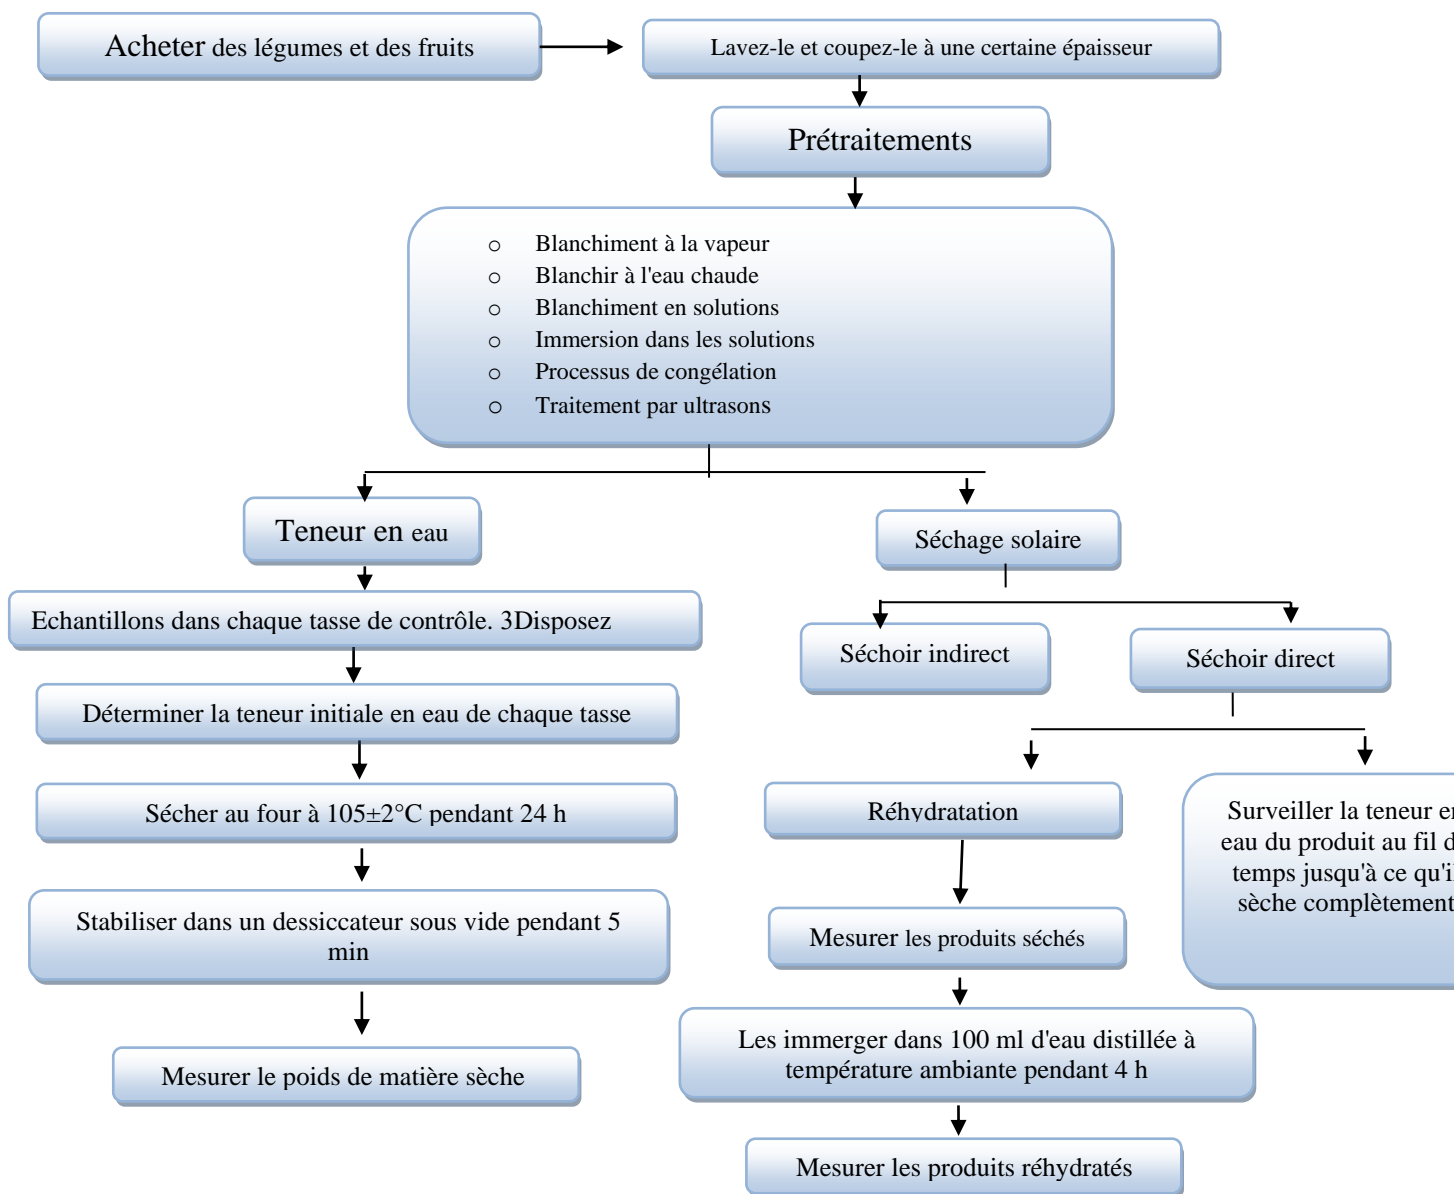 Acheter des légumes et des fruits
Lavez-le et coupez-le à une certaine épaisseur
Prétraitements
o Blanchiment à la vapeur
o Blanchir à l'eau chaude
o Blanchiment en solutions
o Immersion dans les solutions
o Processus de congélation
o Traitement par ultrasons
Teneur en eau
Echantillons dans chaque tasse de contrôle. 3Disposez
Déterminer la teneur initiale en eau de chaque tasse
Sécher au four à 105±2°C pendant 24 h
Stabiliser dans un dessiccateur sous vide pendant 5
min
Mesurer le poids de matière sèche
Séchage solaire
Séchoir indirect
Séchoir direct
Réhydratation
Mesurer les produits séchés
Les immerger dans 100 ml d'eau distillée à
température ambiante pendant 4 h
Mesurer les produits réhydratés
Surveiller la teneur en
eau du produit au fil d
temps jusqu'à ce qu'il
sèche complètement